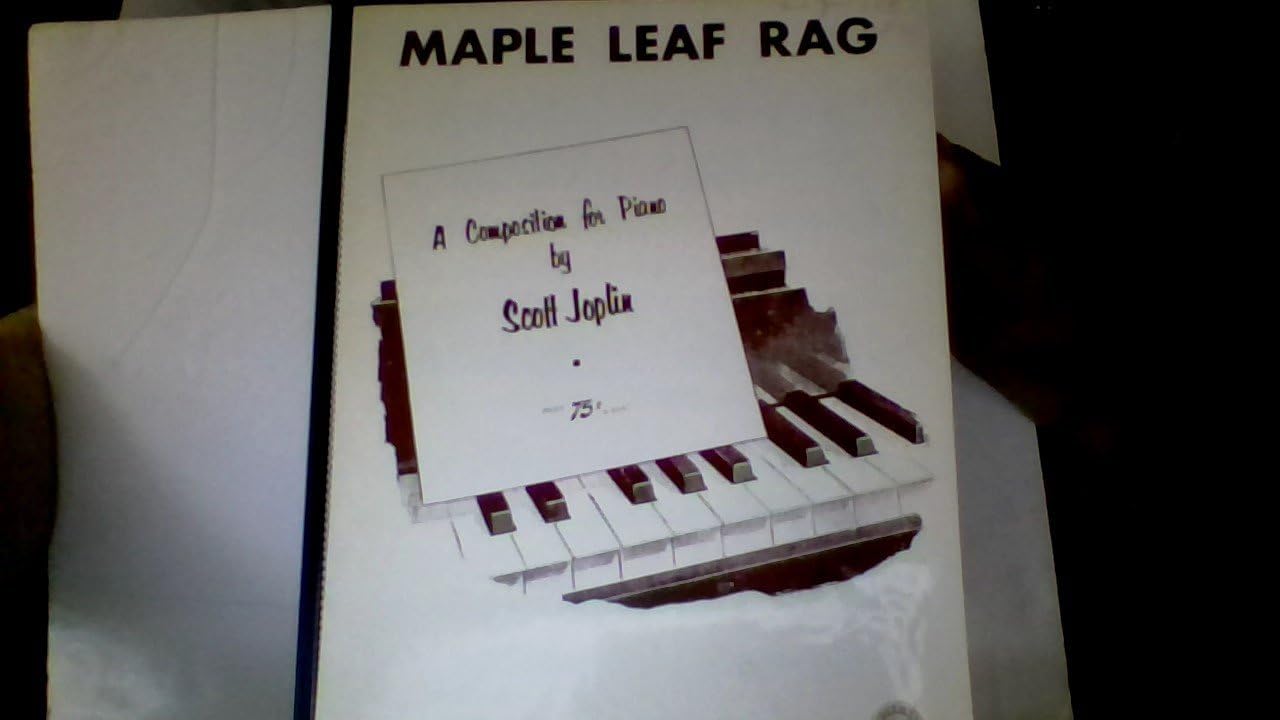 MAPLE LEAF RAG
A Composition for Piano
by
Scott Joplin
75¢